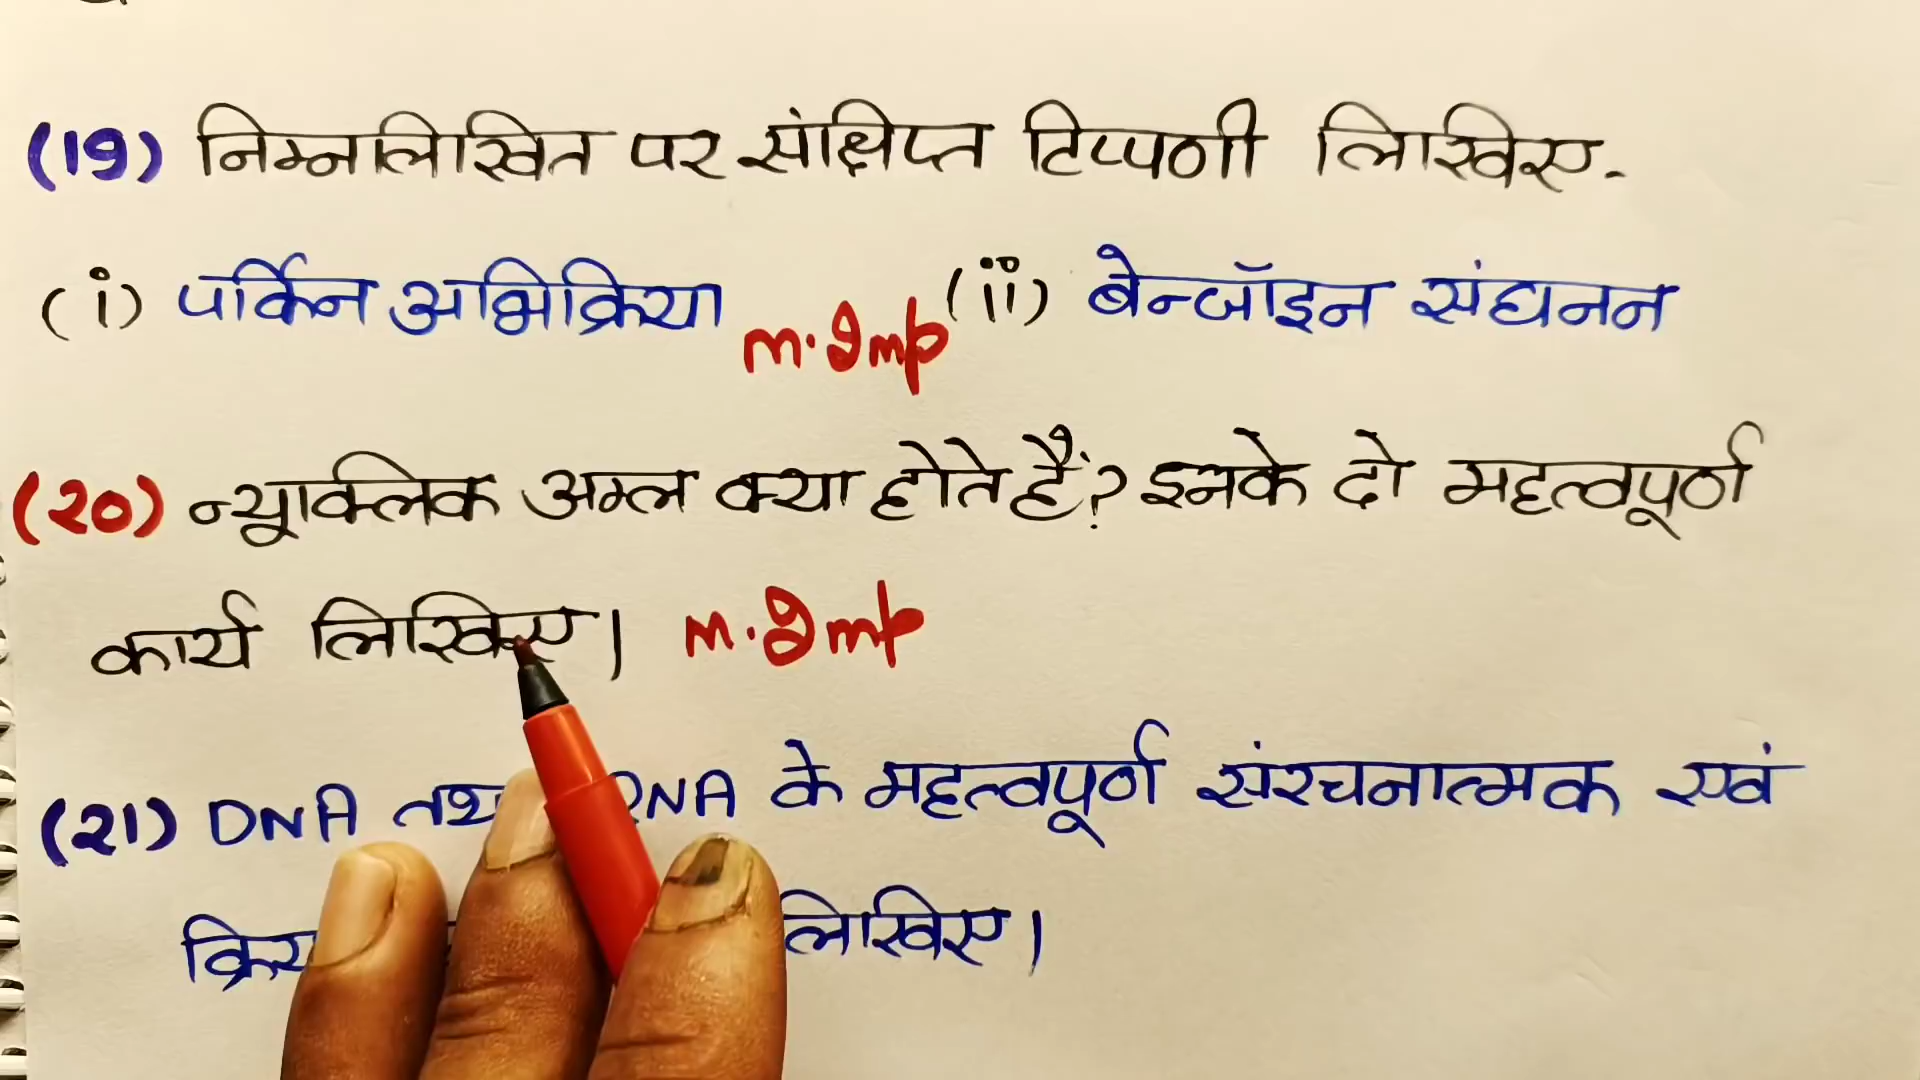 (19) निम्नलिखित पर संक्षिप्त टिप्पणी लिखिए.
(i) पर्किन अभिक्रिया m.Imp (ii) बेन्जॉइन संघनन
(20) न्यूक्लिक अम्ल क्या होते हैं? इनके दो महत्वपूर्ण
कार्य लिखिए। m.Imp
(21) DNA RNA के महत्वपूर्ण संरचनात्मक एवं
लिखिए।